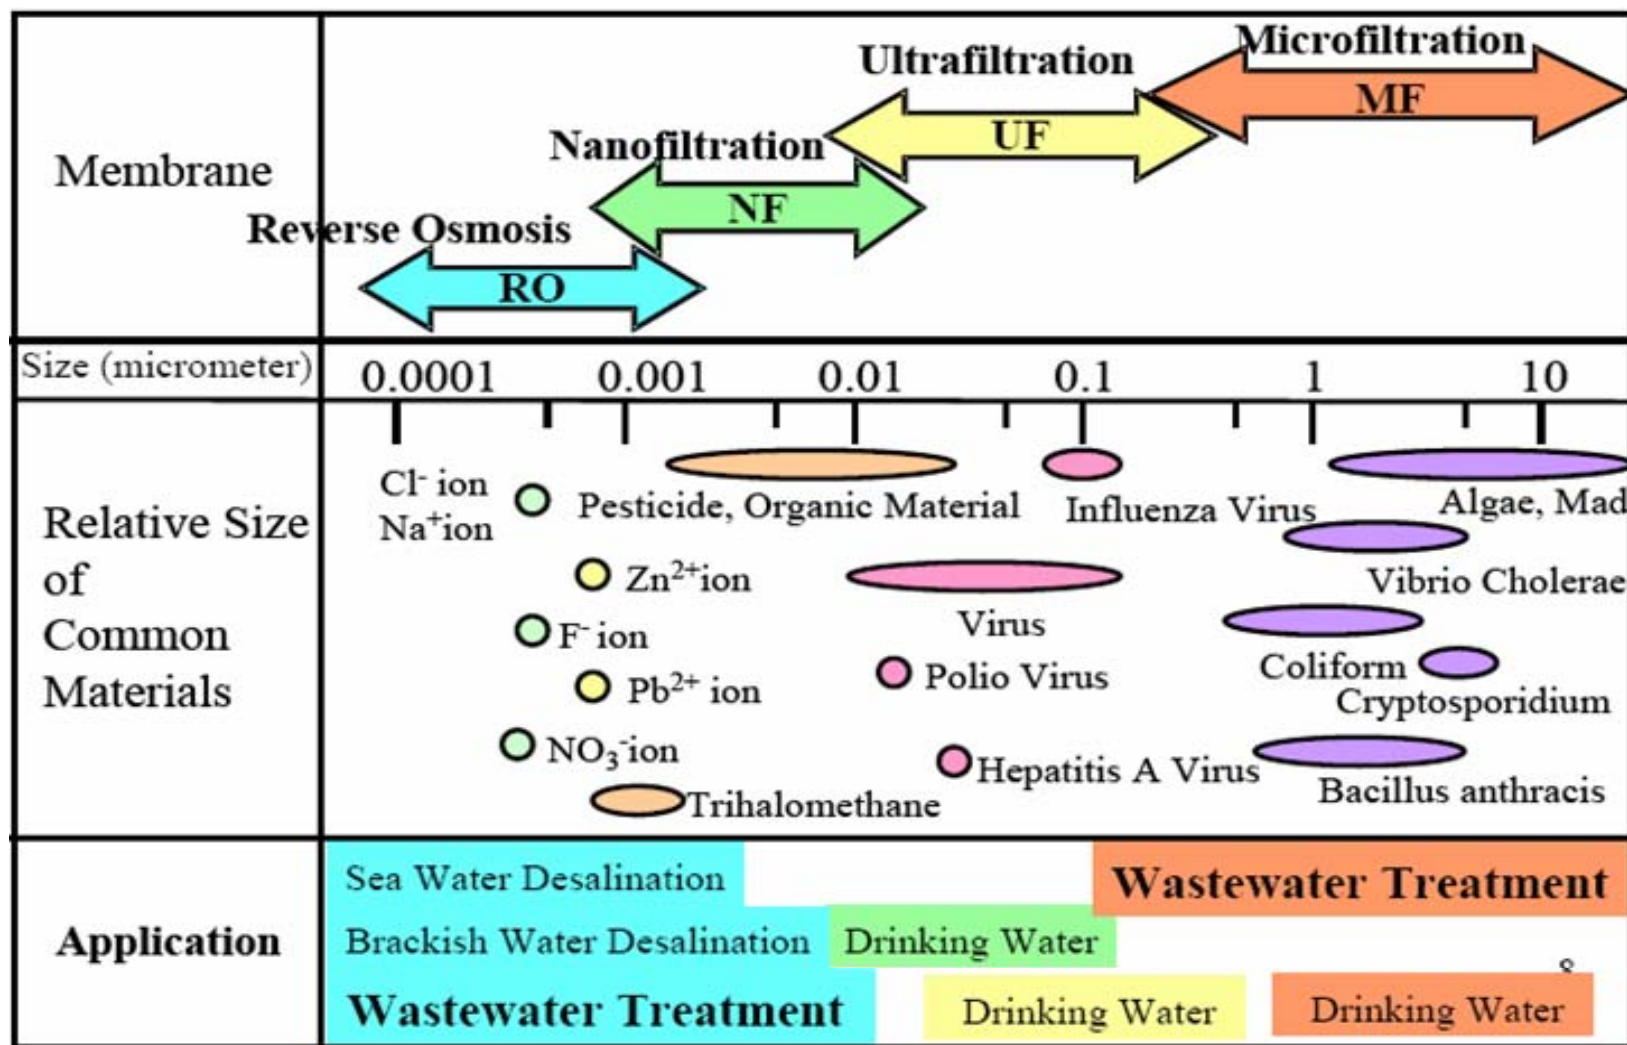 Microfiltration
Ultrafiltration
MF
UF
Nanofiltration
Membrane
NF
Reverse Osmosis
RO
Size (micrometer) 0.0001 0.001 0.01 0.1 1 10
Cl⁻ ion
Na⁺ion
Pesticide, Organic Material
Influenza Virus
Algae, Mad
Relative Size
of
Common
Materials
Zn²⁺ion
Vibrio Cholerae
F⁻ ion
Virus
Coliform
Pb²⁺ ion
Polio Virus
Cryptosporidium
NO₃⁻ion
Hepatitis A Virus
Bacillus anthracis
Trihalomethane
Application
Sea Water Desalination
Wastewater Treatment
Brackish Water Desalination
Drinking Water
Wastewater Treatment
Drinking Water
Drinking Water